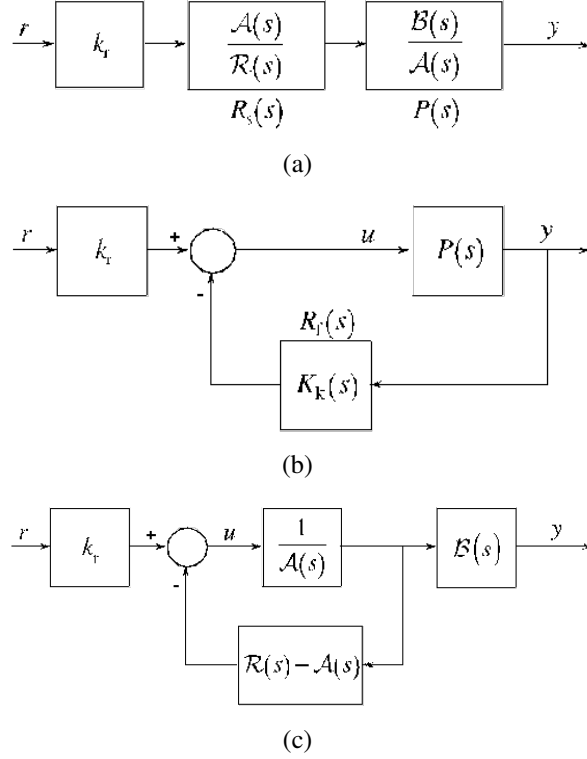 r k_r 𝒜(s) / ℛ(s) ℬ(s) / 𝒜(s) y
R_s(s) P(s)
(a)
r k_r + - u P(s) y
R_f(s)
K_k(s)
(b)
r k_r + - u 1 / 𝒜(s) ℬ(s) y
ℛ(s) − 𝒜(s)
(c)